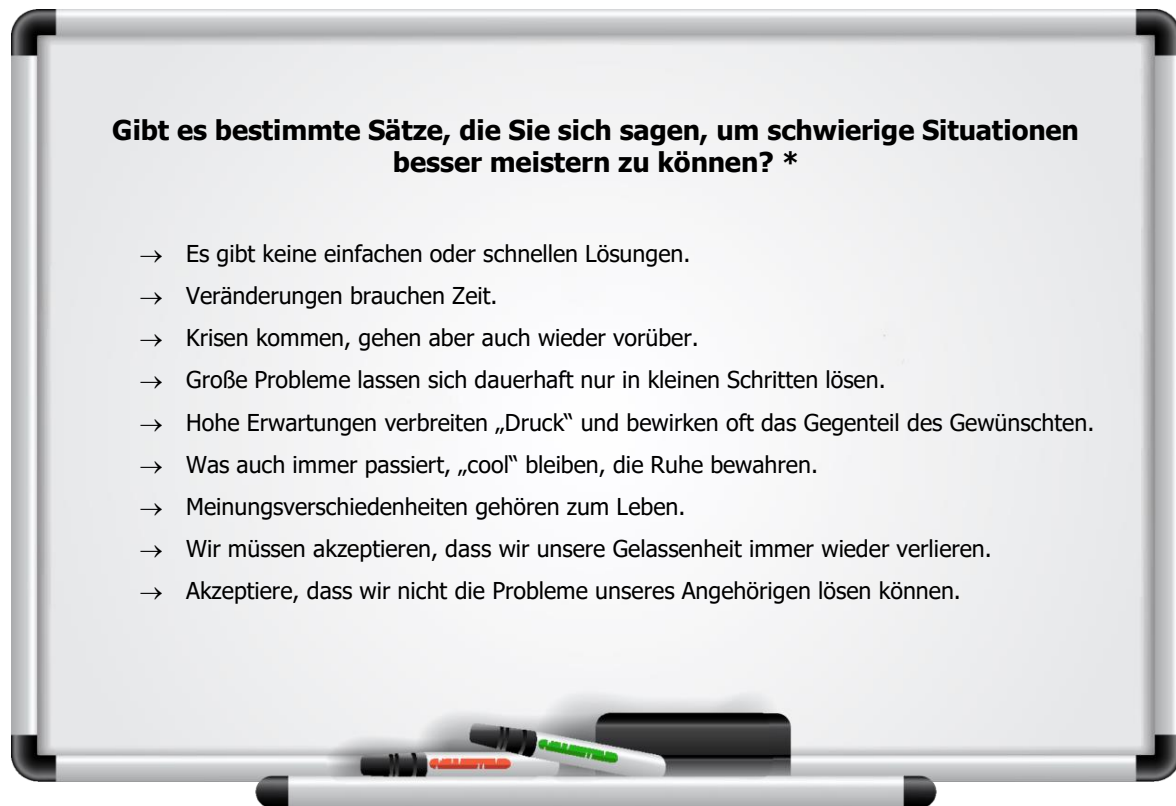 Gibt es bestimmte Sätze, die Sie sich sagen, um schwierige Situationen
besser meistern zu können? *
→ Es gibt keine einfachen oder schnellen Lösungen.
→ Veränderungen brauchen Zeit.
→ Krisen kommen, gehen aber auch wieder vorüber.
→ Große Probleme lassen sich dauerhaft nur in kleinen Schritten lösen.
→ Hohe Erwartungen verbreiten „Druck“ und bewirken oft das Gegenteil des Gewünschten.
→ Was auch immer passiert, „cool“ bleiben, die Ruhe bewahren.
→ Meinungsverschiedenheiten gehören zum Leben.
→ Wir müssen akzeptieren, dass wir unsere Gelassenheit immer wieder verlieren.
→ Akzeptiere, dass wir nicht die Probleme unseres Angehörigen lösen können.